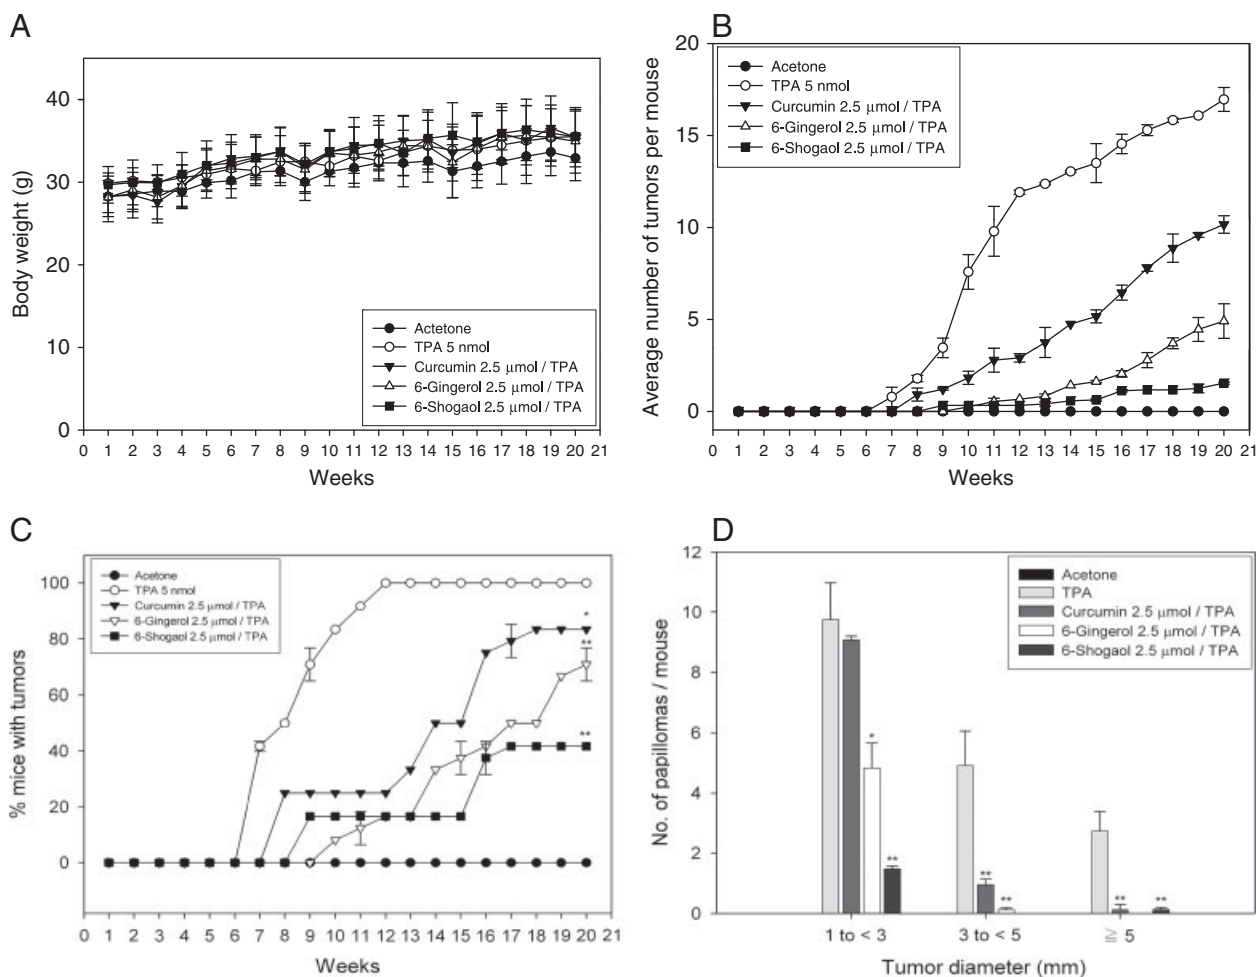 A
Body weight (g)
40
30
20
10
0
Actetone
TPA 5 nmol
Curcumin 2.5 μmol / TPA
6-Gingerol 2.5 μmol / TPA
6-Shogaol 2.5 μmol / TPA
0 1 2 3 4 5 6 7 8 9 10 11 12 13 14 15 16 17 18 19 20 21
Weeks
B
Average number of tumors per mouse
20
15
10
5
0
Acetone
TPA 5 nmol
Curcumin 2.5 μmol / TPA
6-Gingerol 2.5 μmol / TPA
6-Shogaol 2.5 μmol / TPA
0 1 2 3 4 5 6 7 8 9 10 11 12 13 14 15 16 17 18 19 20 21
Weeks
C
% mice with tumors
100
80
60
40
20
0
Acetone
TPA 5 nmol
Curcumin 2.5 μmol / TPA
6-Gingerol 2.5 μmol / TPA
6-Shogaol 2.5 μmol / TPA
*
**
**
0 1 2 3 4 5 6 7 8 9 10 11 12 13 14 15 16 17 18 19 20 21
Weeks
D
No. of papillomas / mouse
12
10
8
6
4
2
0
Acetone
TPA
Curcumin 2.5 μmol / TPA
6-Gingerol 2.5 μmol / TPA
6-Shogaol 2.5 μmol / TPA
*
**
**
**
**
**
1 to < 3 3 to < 5 ≧ 5
Tumor diameter (mm)